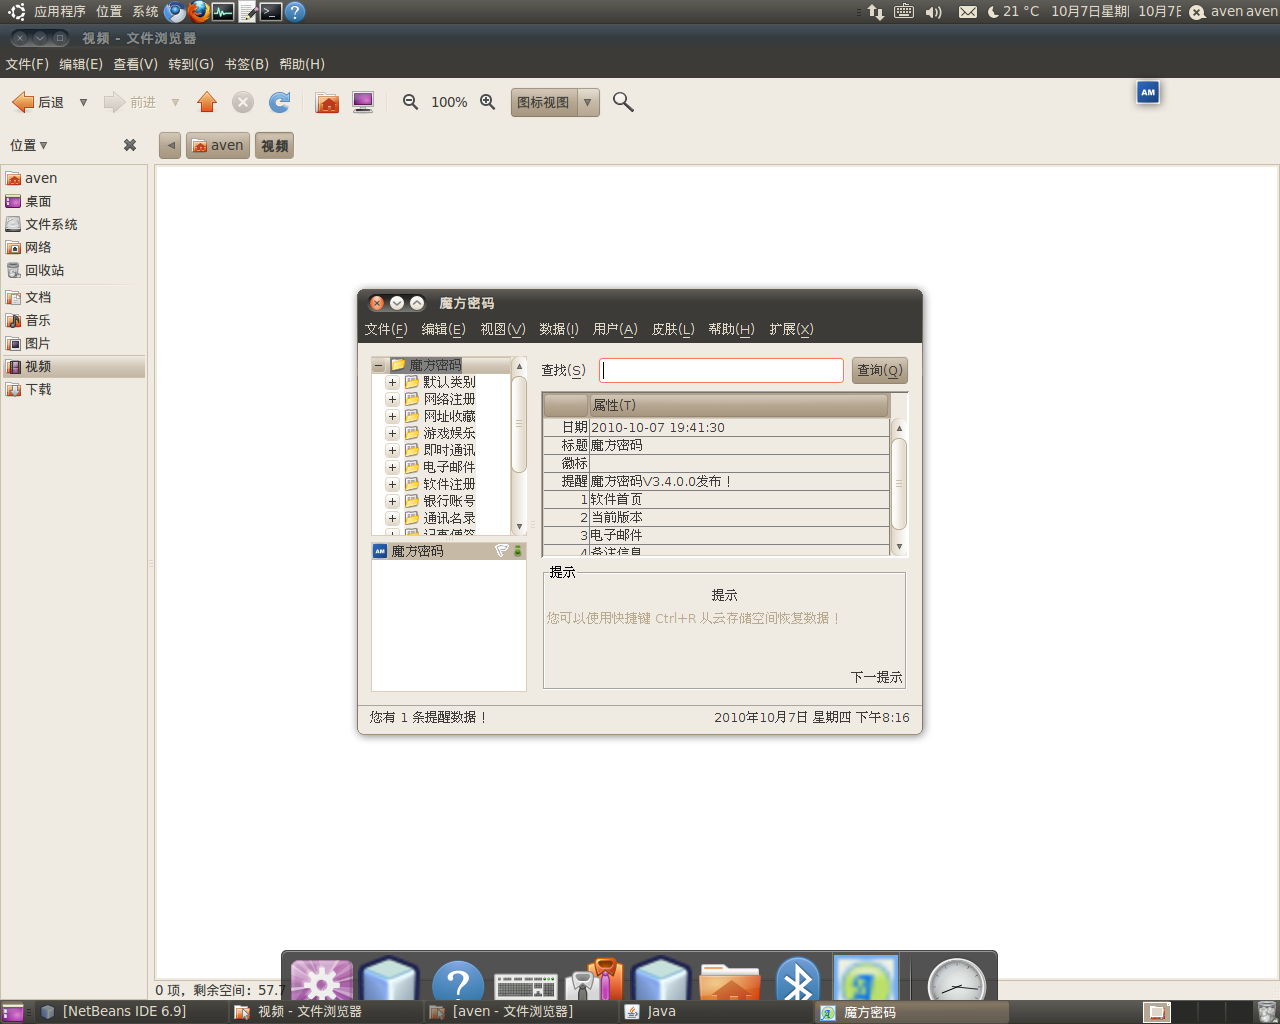 应用程序 位置 系统 21 °C 10月7日星期 10月7日 aven aven
视频 - 文件浏览器
文件(F) 编辑(E) 查看(V) 转到(G) 书签(B) 帮助(H)
后退 前进 100% 图标视图
AM
位置 aven 视频
aven
桌面
文件系统
网络
回收站
文档
音乐
图片
视频
下载
魔方密码
文件(F) 编辑(E) 视图(V) 数据(I) 用户(A) 皮肤(L) 帮助(H) 扩展(X)
魔方密码
默认类别
网络注册
网址收藏
游戏娱乐
即时通讯
电子邮件
软件注册
银行账号
通讯名录
记事便签
AM 魔方密码
查找(S) 查询(Q)
属性(T)
日期 2010-10-07 19:41:30
标题 魔方密码
徽标
提醒 魔方密码V3.4.0.0发布！
1 软件首页
2 当前版本
3 电子邮件
4 备注信息
提示
提示
您可以使用快捷键 Ctrl+R 从云存储空间恢复数据！
下一提示
您有 1 条提醒数据！ 2010年10月7日 星期四 下午8:16
0 项，剩余空间：57.7
[NetBeans IDE 6.9] 视频 - 文件浏览器 [aven - 文件浏览器] Java 魔方密码